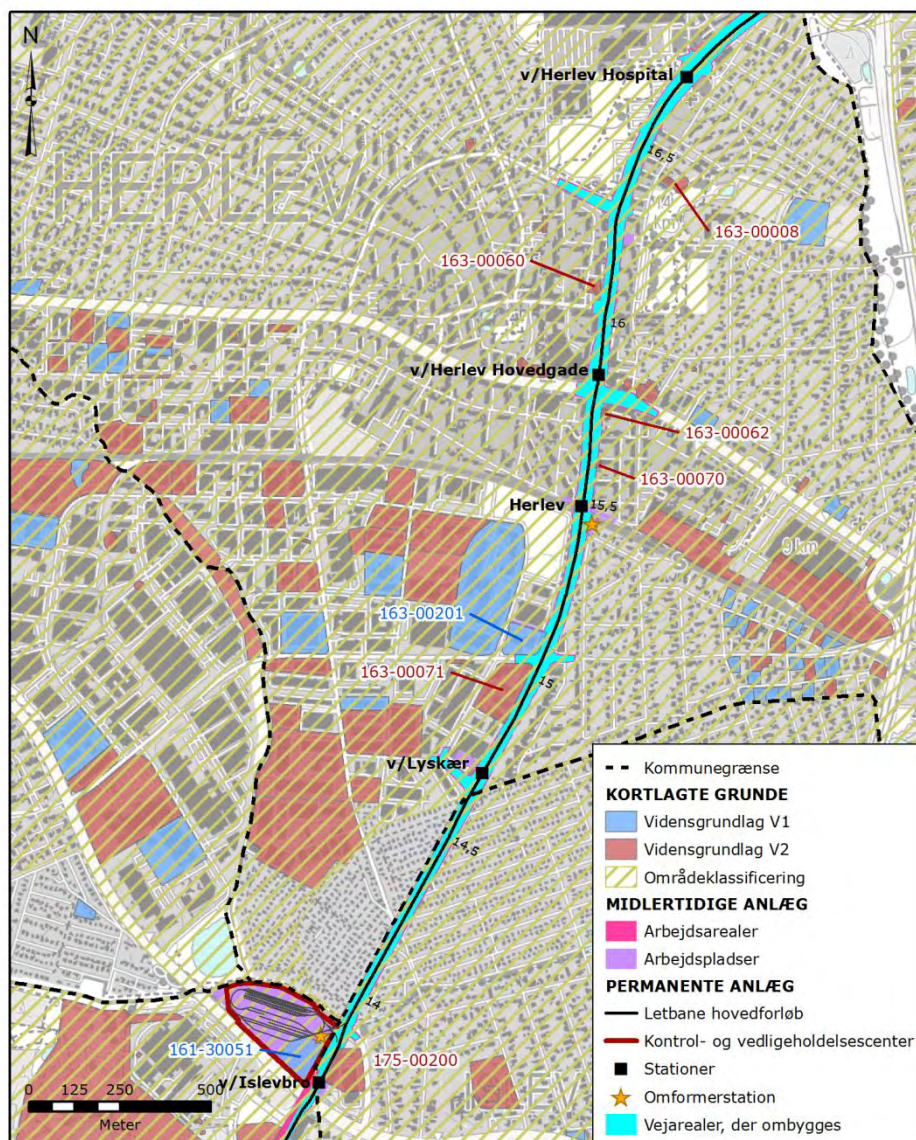 N
v/Herlev Hospital
16,5
HERLEV
163-00008
163-00060
16
v/Herlev Hovedgade
163-00062
163-00070
Herlev
15,5
9 km
163-00201
163-00071
15
v/Lyskær
14,5
14
161-30051
175-00200
v/Islevbro
0 125 250 500
Meter
Kommunegrænse
KORTLAGTE GRUNDE
Vidensgrundlag V1
Vidensgrundlag V2
Områdeklassificering
MIDLERTIDIGE ANLÆG
Arbejdsarealer
Arbejdspladser
PERMANENTE ANLÆG
Letbane hovedforløb
Kontrol- og vedligeholdelsescenter
Stationer
Omformerstation
Vejarealer, der ombygges